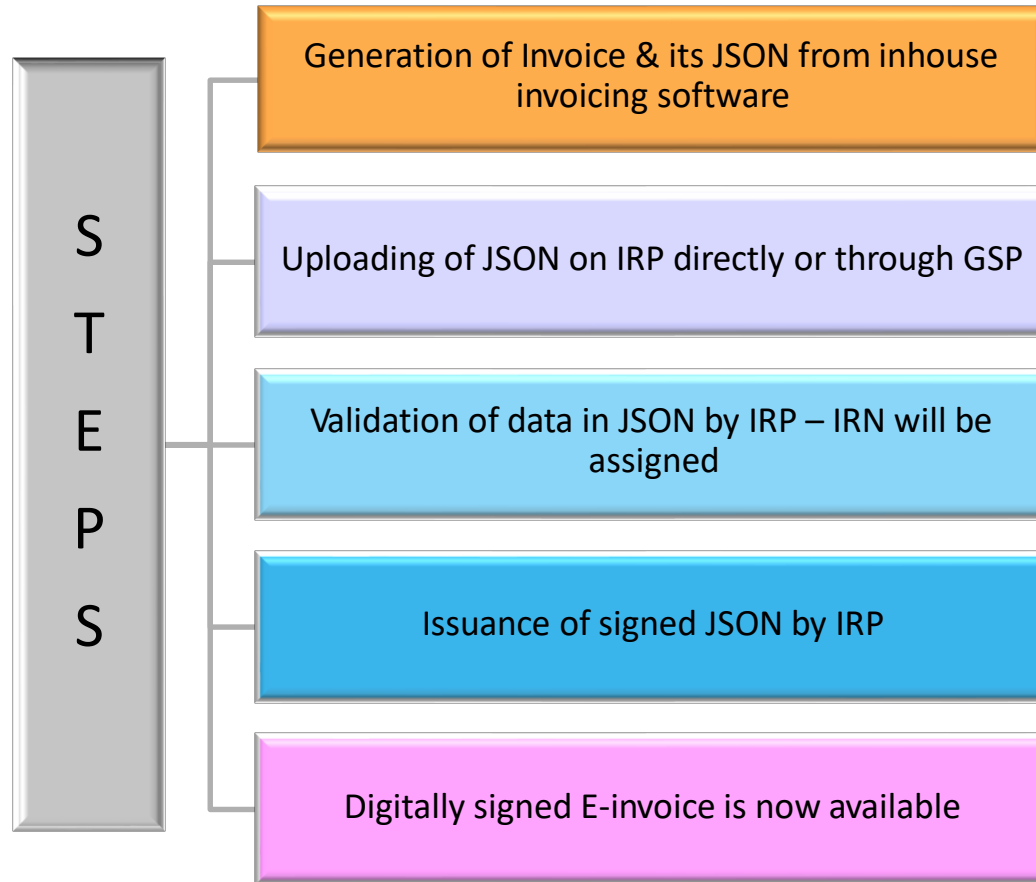 S
T
E
P
S
Generation of Invoice & its JSON from inhouse
invoicing software
Uploading of JSON on IRP directly or through GSP
Validation of data in JSON by IRP – IRN will be
assigned
Issuance of signed JSON by IRP
Digitally signed E-invoice is now available